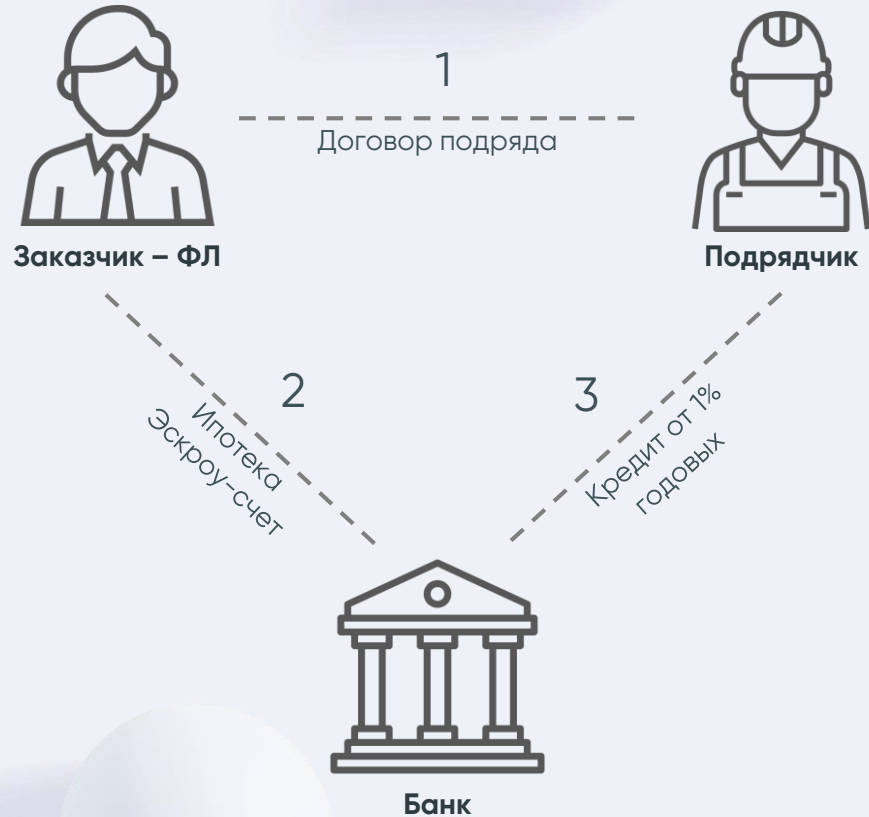 1
Договор подряда
Заказчик – ФЛ
Подрядчик
2
Ипотека
Эскроу-счет
3
Кредит от 1%
годовых
Банк